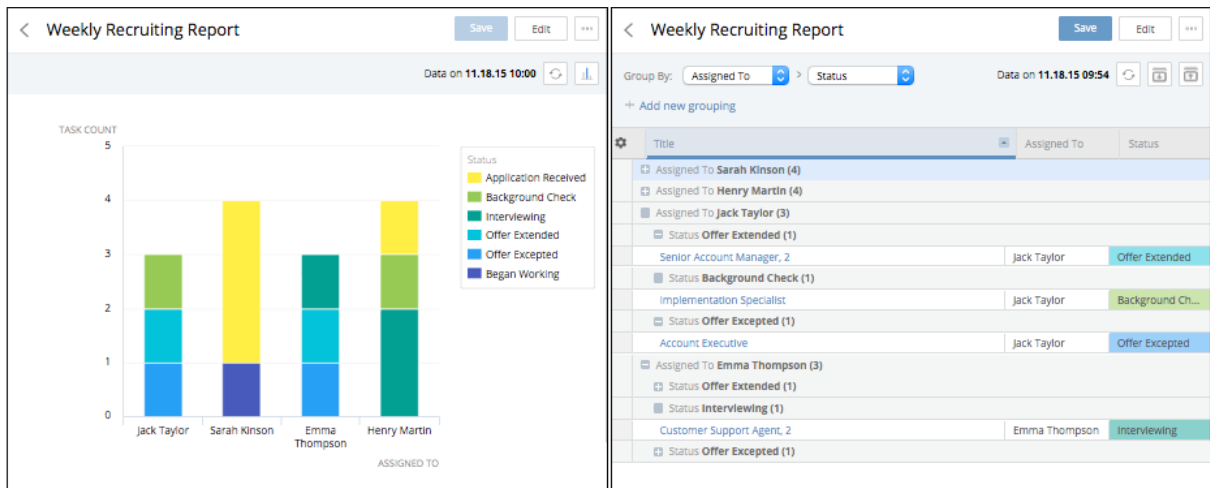 Weekly Recruiting Report
Save
Edit
Data on 11.18.15 10:00
TASK COUNT
5
4
3
2
1
0
Status
Application Received
Background Check
Interviewing
Offer Extended
Offer Excepted
Began Working
Jack Taylor
Sarah Kinson
Emma
Thompson
Henry Martin
ASSIGNED TO
Weekly Recruiting Report
Save
Edit
Group By: Assigned To > Status
Data on 11.18.15 09:54
+ Add new grouping
Title Assigned To Status
Assigned To Sarah Kinson (4)
Assigned To Henry Martin (4)
Assigned To Jack Taylor (3)
Status Offer Extended (1)
Senior Account Manager, 2 Jack Taylor Offer Extended
Status Background Check (1)
Implementation Specialist Jack Taylor Background Ch...
Status Offer Excepted (1)
Account Executive Jack Taylor Offer Excepted
Assigned To Emma Thompson (3)
Status Offer Extended (1)
Status Interviewing (1)
Customer Support Agent, 2 Emma Thompson Interviewing
Status Offer Excepted (1)